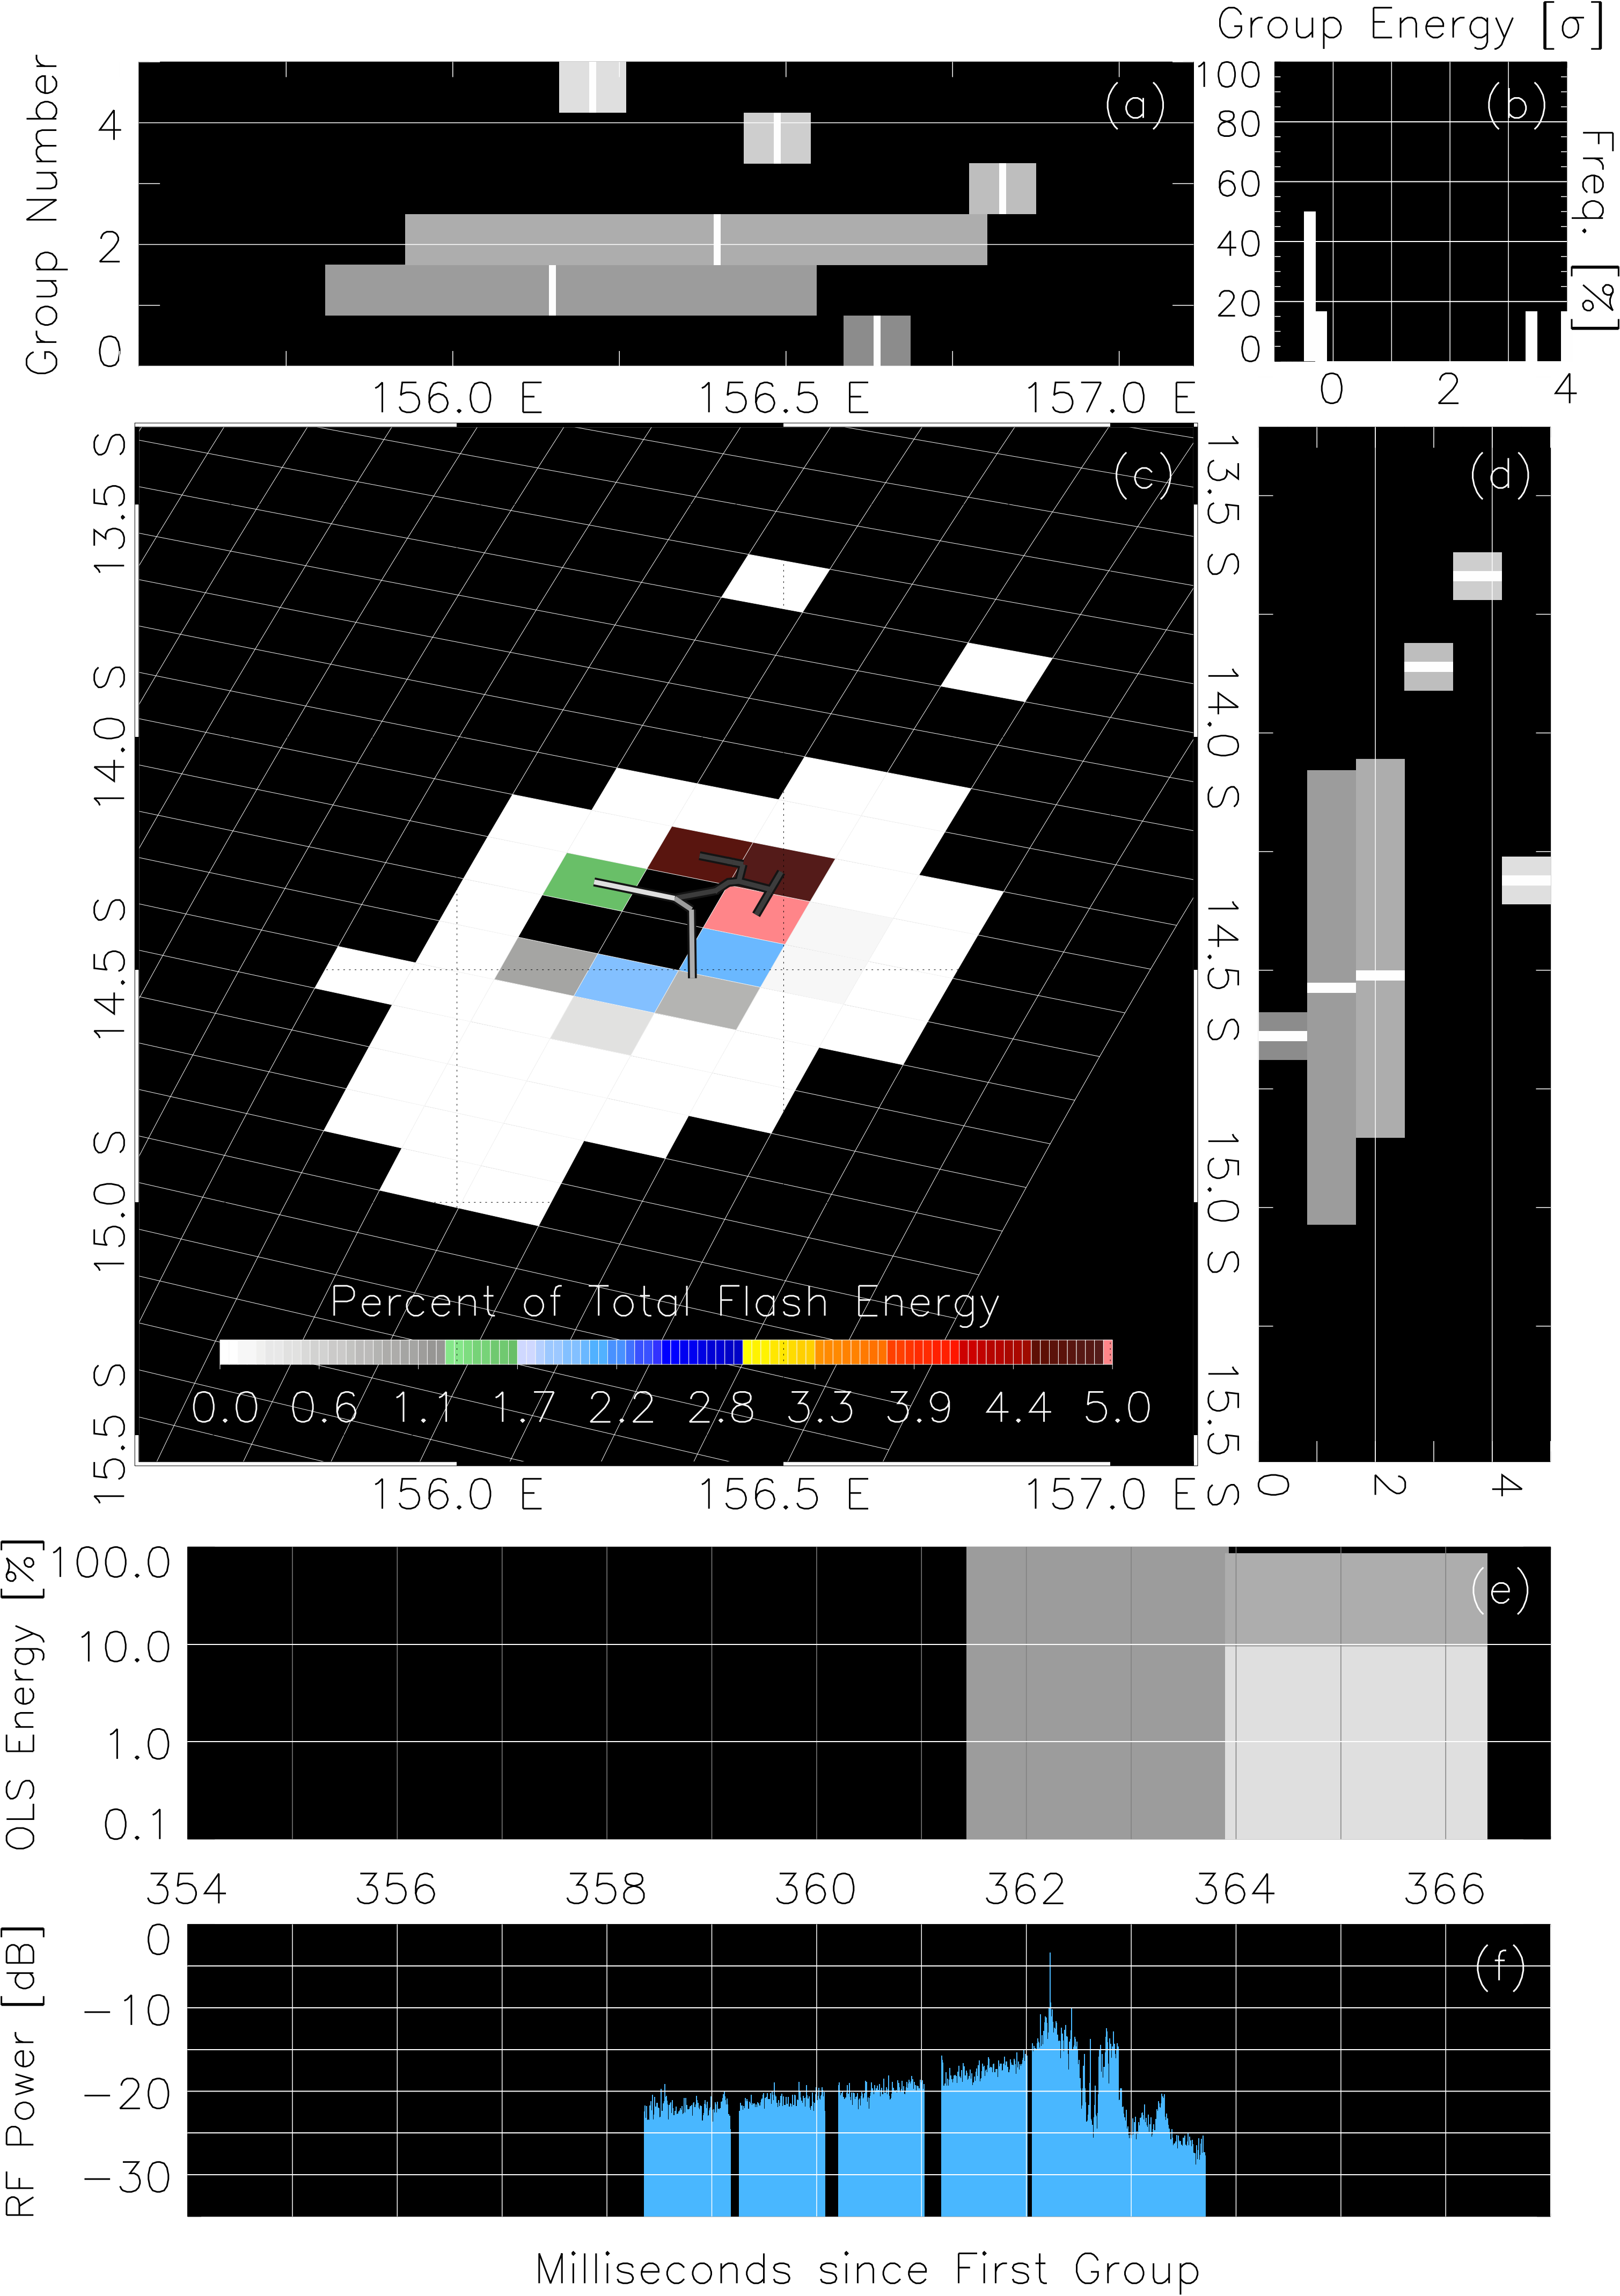 Group Energy [σ]
Group Number
4
2
0
(a)
100
80
60
40
20
0
(b)
Freq. [%]
156.0 E
156.5 E
157.0 E
0
2
4
13.5 S
14.0 S
14.5 S
15.0 S
15.5 S
(c)
13.5 S
14.0 S
14.5 S
15.0 S
15.5 S
(d)
Percent of Total Flash Energy
0.0 0.6 1.1 1.7 2.2 2.8 3.3 3.9 4.4 5.0
156.0 E
156.5 E
157.0 E
0
2
4
OLS Energy [%]
100.0
10.0
1.0
0.1
(e)
354 356 358 360 362 364 366
RF Power [dB]
0
−10
−20
−30
(f)
Milliseconds since First Group